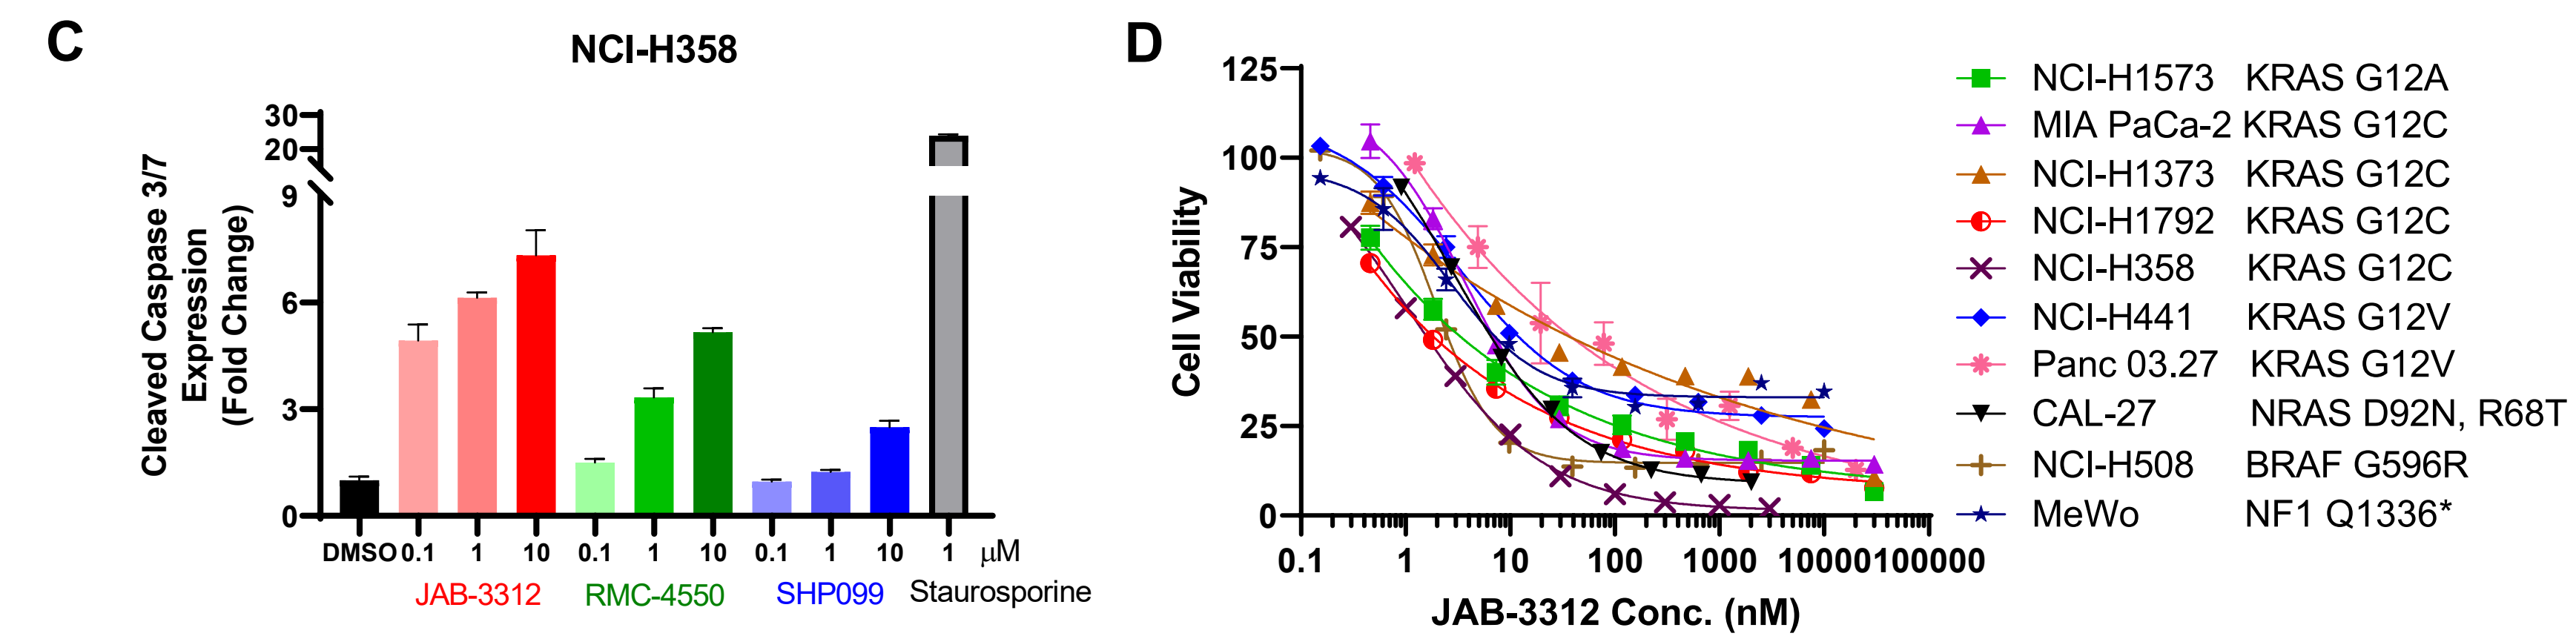 C
NCI-H358
Cleaved Caspase 3/7
Expression
(Fold Change)
30
20
9
6
3
0
DMSO 0.1 1 10 0.1 1 10 0.1 1 10 1 μM
JAB-3312 RMC-4550 SHP099 Staurosporine
D
Cell Viability
125
100
75
50
25
0
0.1 1 10 100 1000 10000 100000
JAB-3312 Conc. (nM)
NCI-H1573 KRAS G12A
MIA PaCa-2 KRAS G12C
NCI-H1373 KRAS G12C
NCI-H1792 KRAS G12C
NCI-H358 KRAS G12C
NCI-H441 KRAS G12V
Panc 03.27 KRAS G12V
CAL-27 NRAS D92N, R68T
NCI-H508 BRAF G596R
MeWo NF1 Q1336*